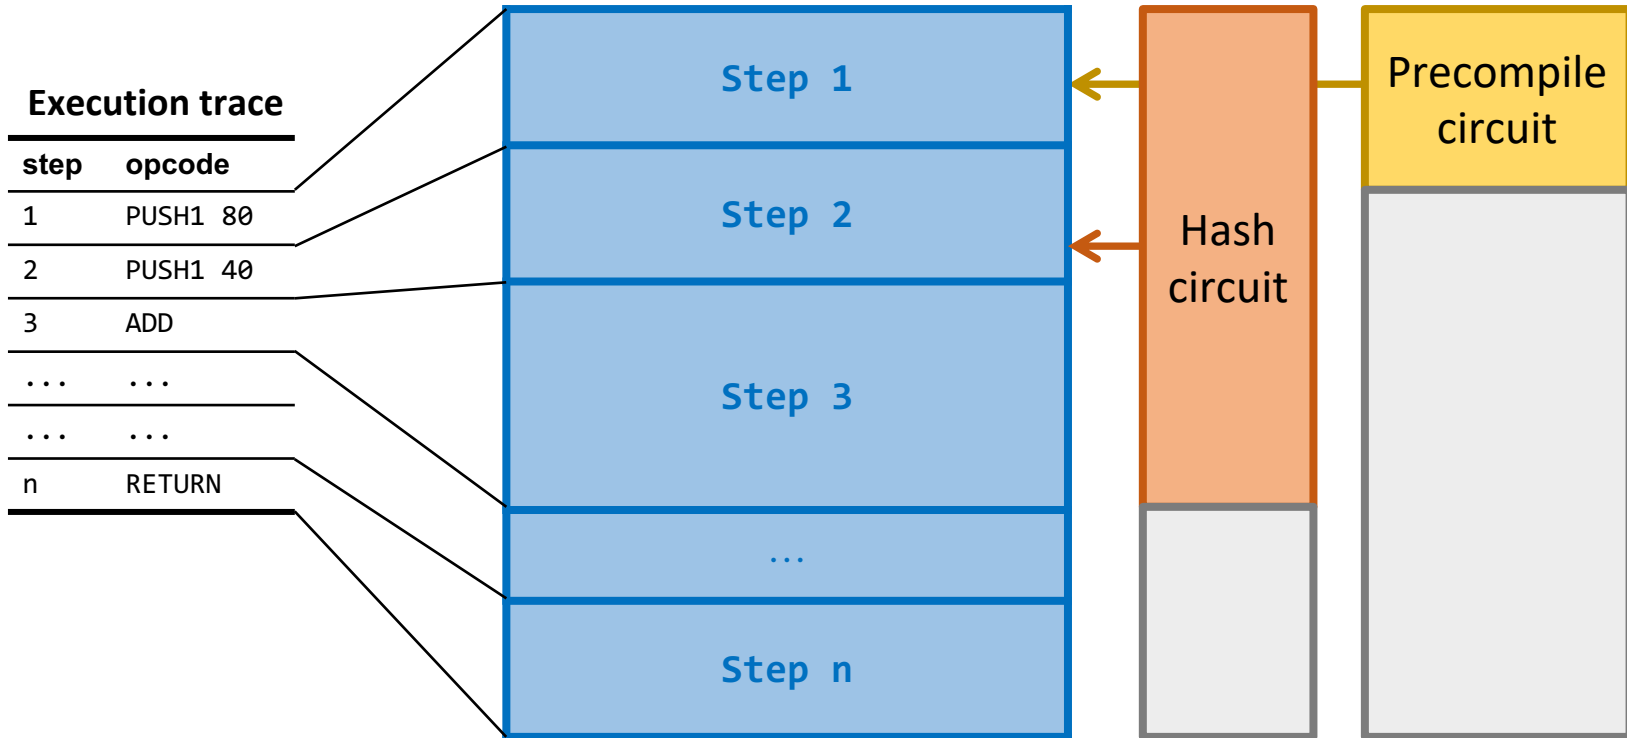 Execution trace
step opcode
1 PUSH1 80
2 PUSH1 40
3 ADD
... ...
... ...
n RETURN
Step 1
Step 2
Step 3
...
Step n
Hash
circuit
Precompile
circuit